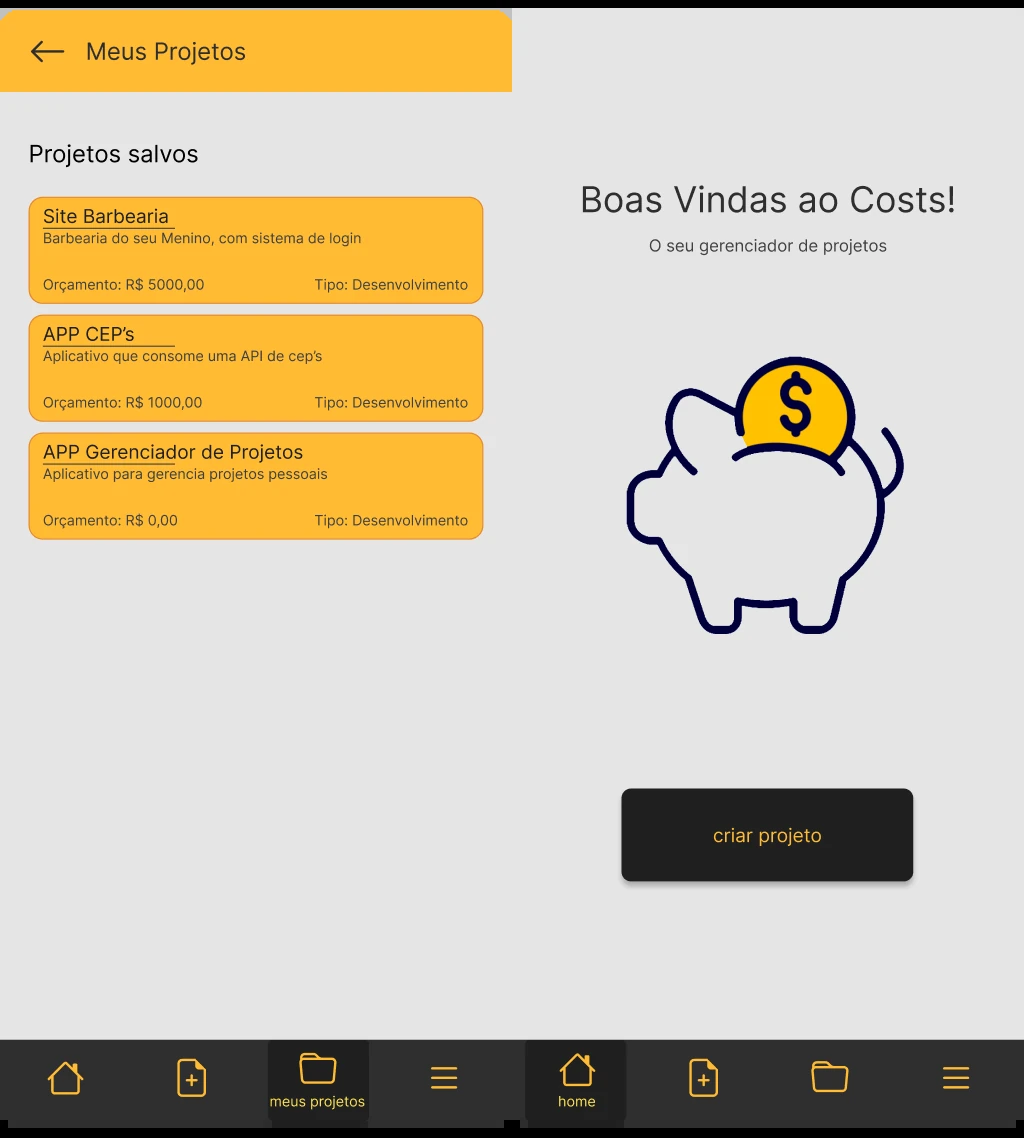 Meus Projetos
Projetos salvos
Site Barbearia
Barbearia do seu Menino, com sistema de login
Orçamento: R$ 5000,00 Tipo: Desenvolvimento
APP CEP’s
Aplicativo que consome uma API de cep’s
Orçamento: R$ 1000,00 Tipo: Desenvolvimento
APP Gerenciador de Projetos
Aplicativo para gerencia projetos pessoais
Orçamento: R$ 0,00 Tipo: Desenvolvimento
meus projetos
Boas Vindas ao Costs!
O seu gerenciador de projetos
$
criar projeto
home